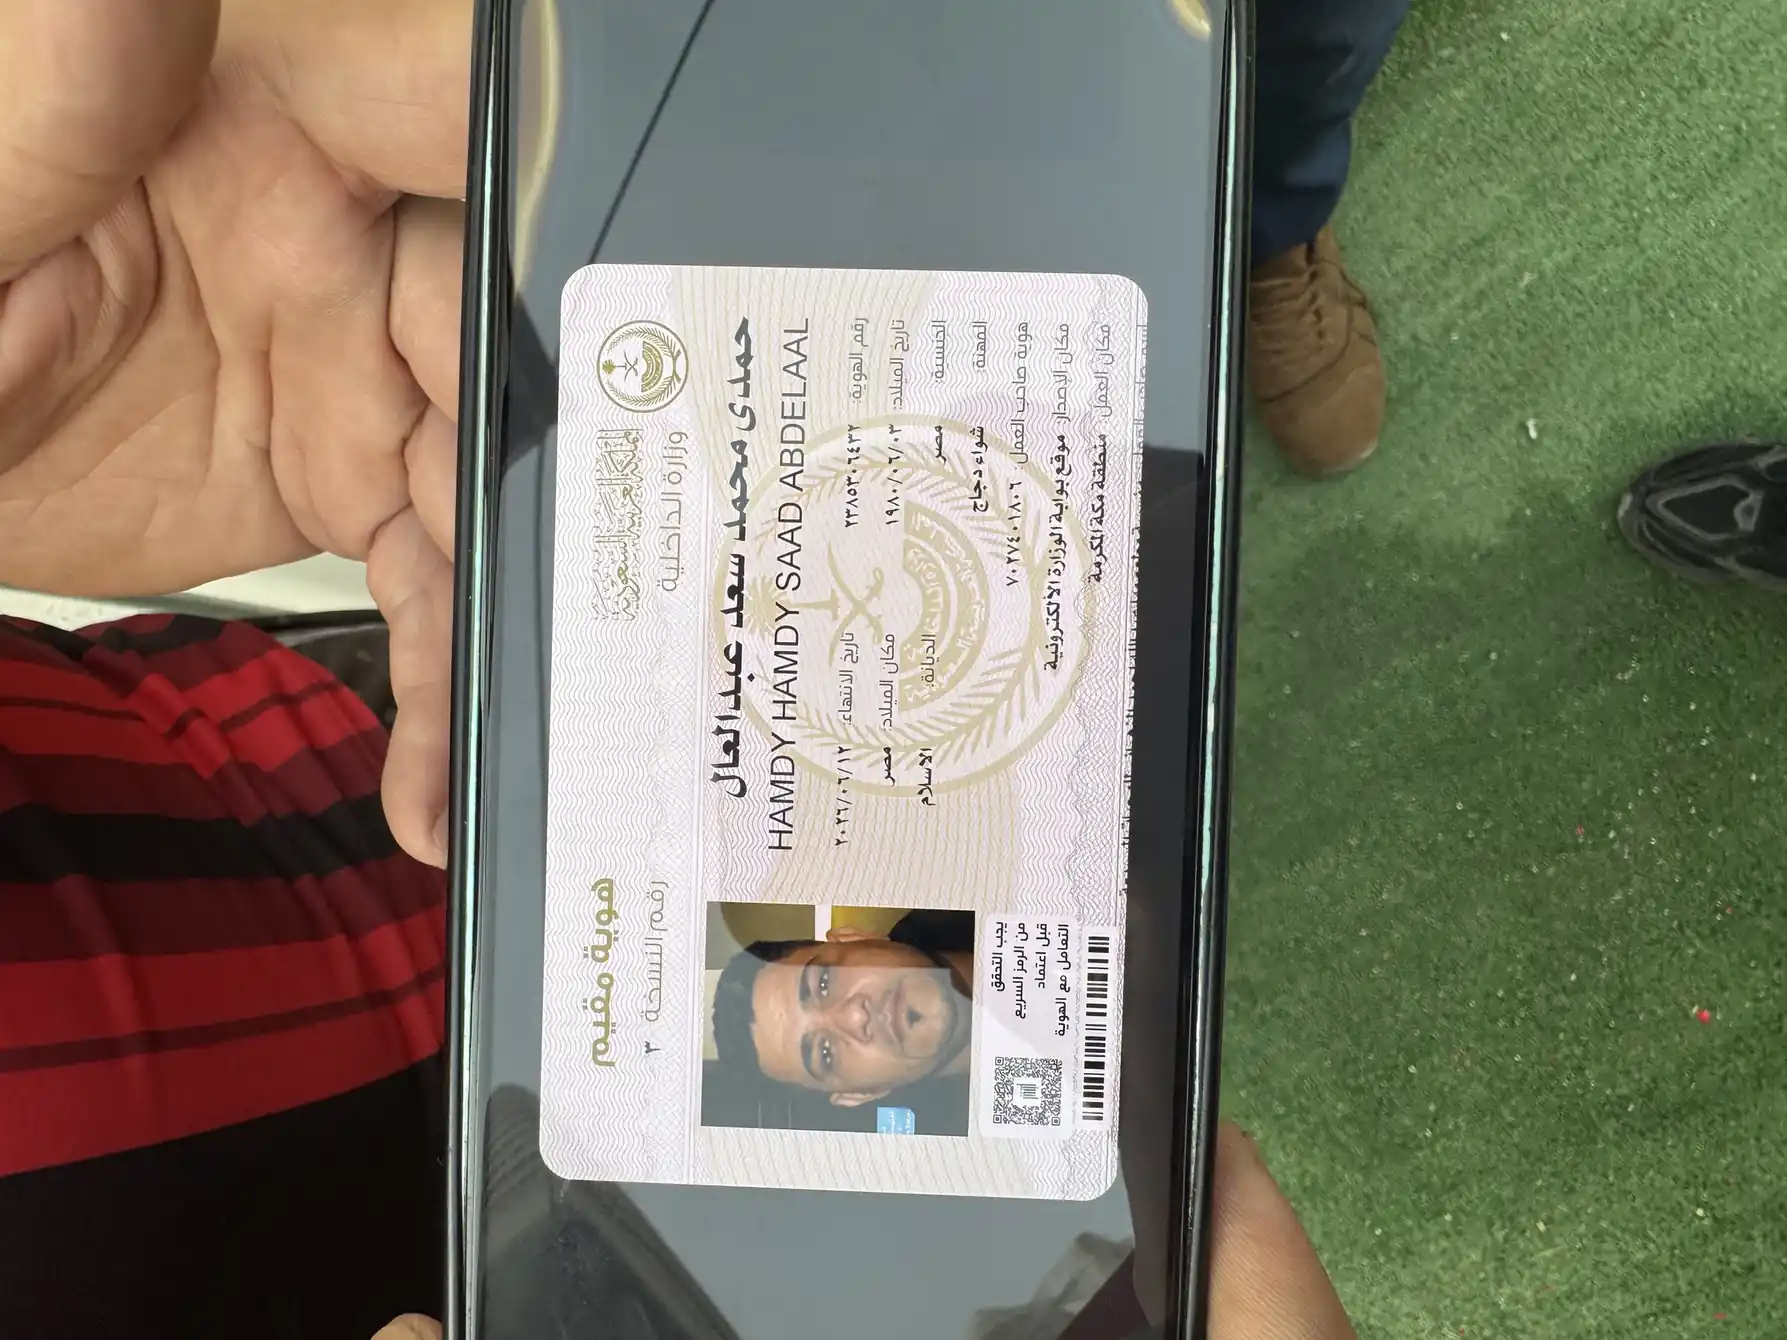 المملكة العربية السعودية
وزارة الداخلية
هوية مقيم
رقم النسخة ٣
حمدى محمد سعد عبدالعال
HAMDY HAMDY SAAD ABDELAAL
رقم الهوية: ٢٣٨٥٣٠٦٤٣٢ تاريخ الانتهاء: ٢٠٢٦/٠٦/١٢
تاريخ الميلاد: ١٩٨٠/٠٦/٠٣ مكان الميلاد: مصر
الجنسية: مصر الديانة: الاسلام
المهنة شواء دجاج
هوية صاحب العمل: ٧٠٢٧٤٠١٨٠٦
مكان الإصدار: موقع بوابة الوزارة الالكترونية
مكان العمل: منطقة مكة المكرمة
يجب التحقق
من الرمز السريع
قبل اعتماد
التعامل مع الهوية